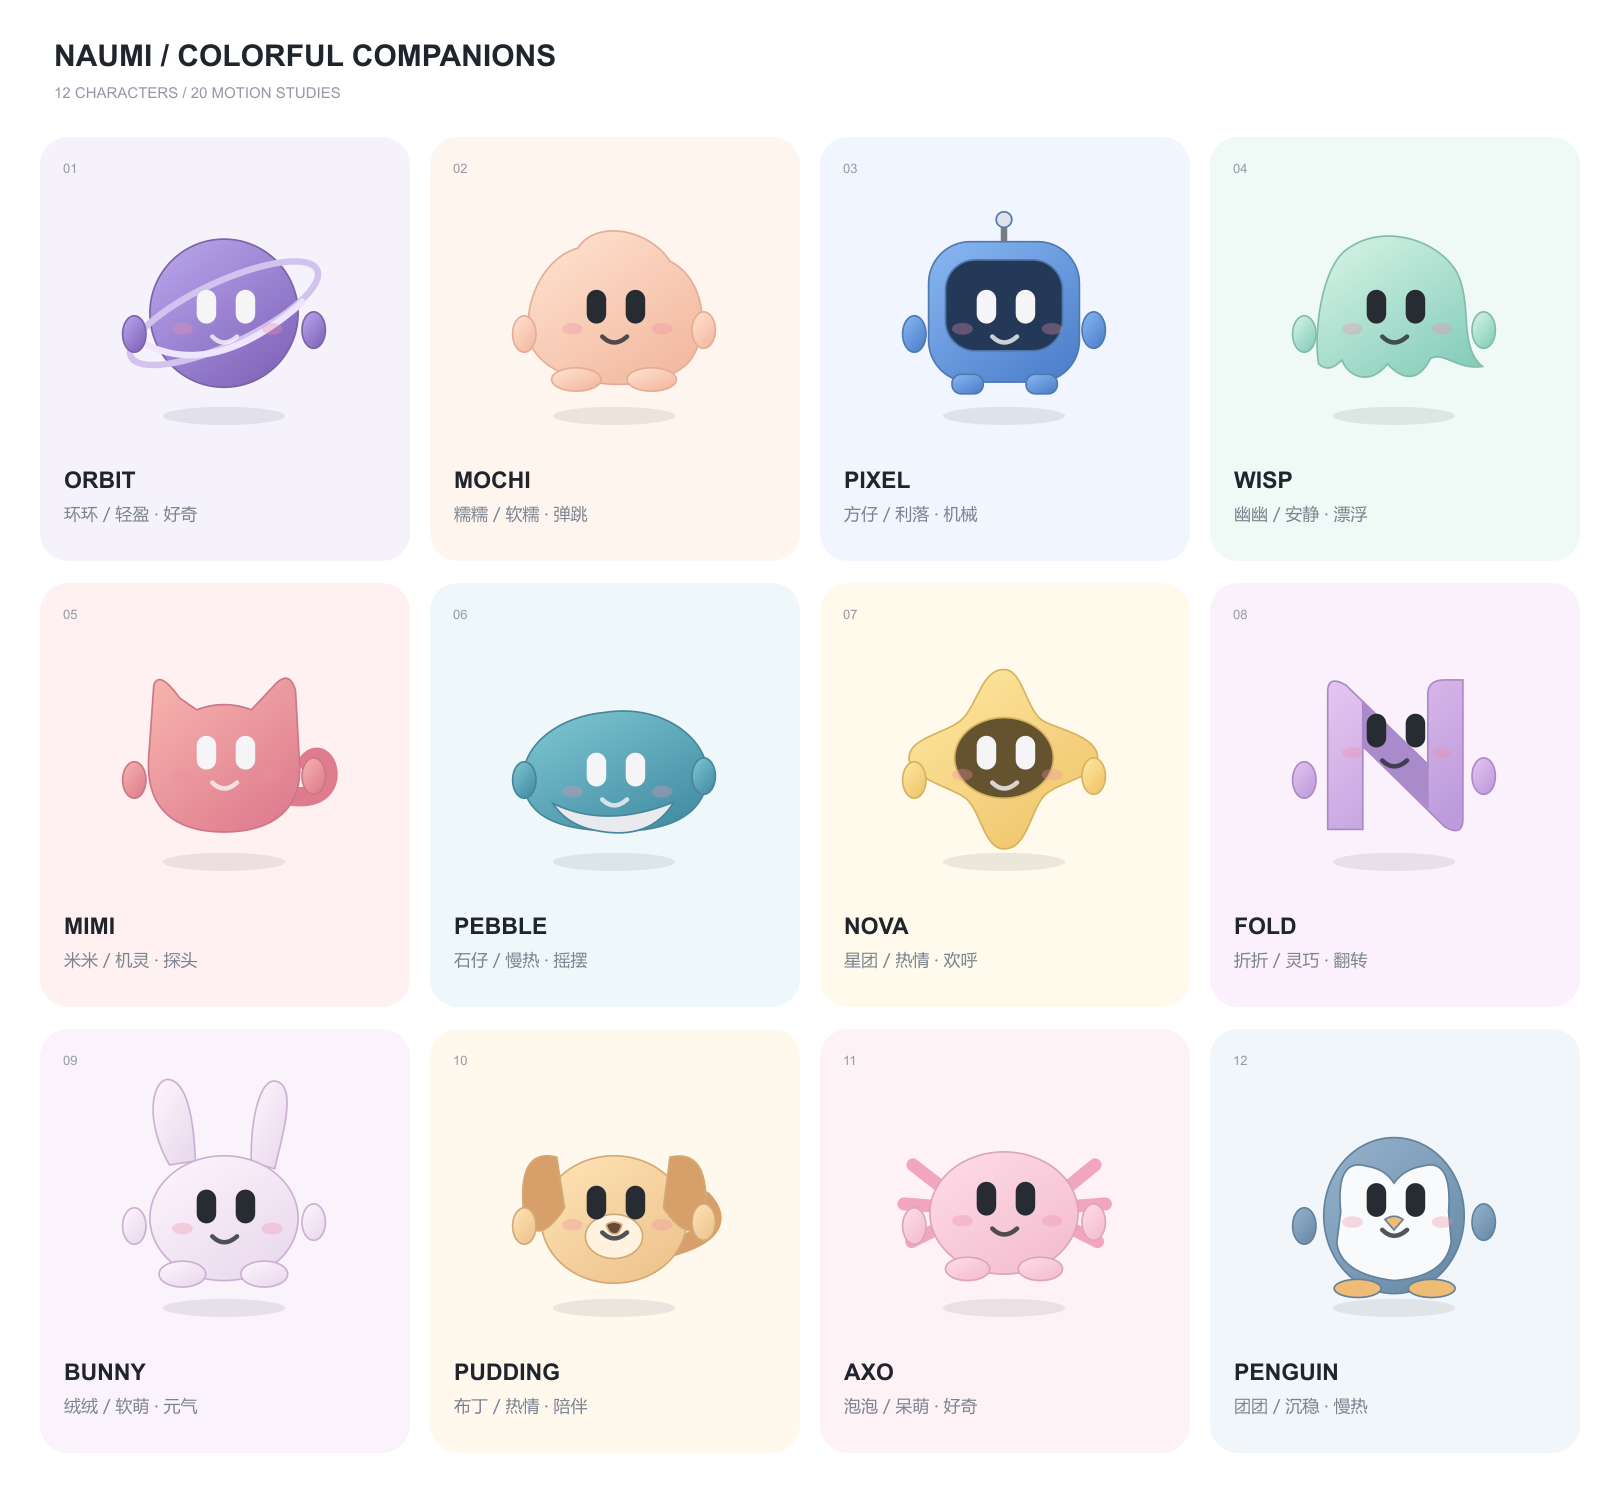 NAUMI / COLORFUL COMPANIONS
12 CHARACTERS / 20 MOTION STUDIES
01
ORBIT
环环 / 轻盈 · 好奇
02
MOCHI
糯糯 / 软糯 · 弹跳
03
PIXEL
方仔 / 利落 · 机械
04
WISP
幽幽 / 安静 · 漂浮
05
MIMI
米米 / 机灵 · 探头
06
PEBBLE
石仔 / 慢热 · 摇摆
07
NOVA
星团 / 热情 · 欢呼
08
FOLD
折折 / 灵巧 · 翻转
09
BUNNY
绒绒 / 软萌 · 元气
10
PUDDING
布丁 / 热情 · 陪伴
11
AXO
泡泡 / 呆萌 · 好奇
12
PENGUIN
团团 / 沉稳 · 慢热